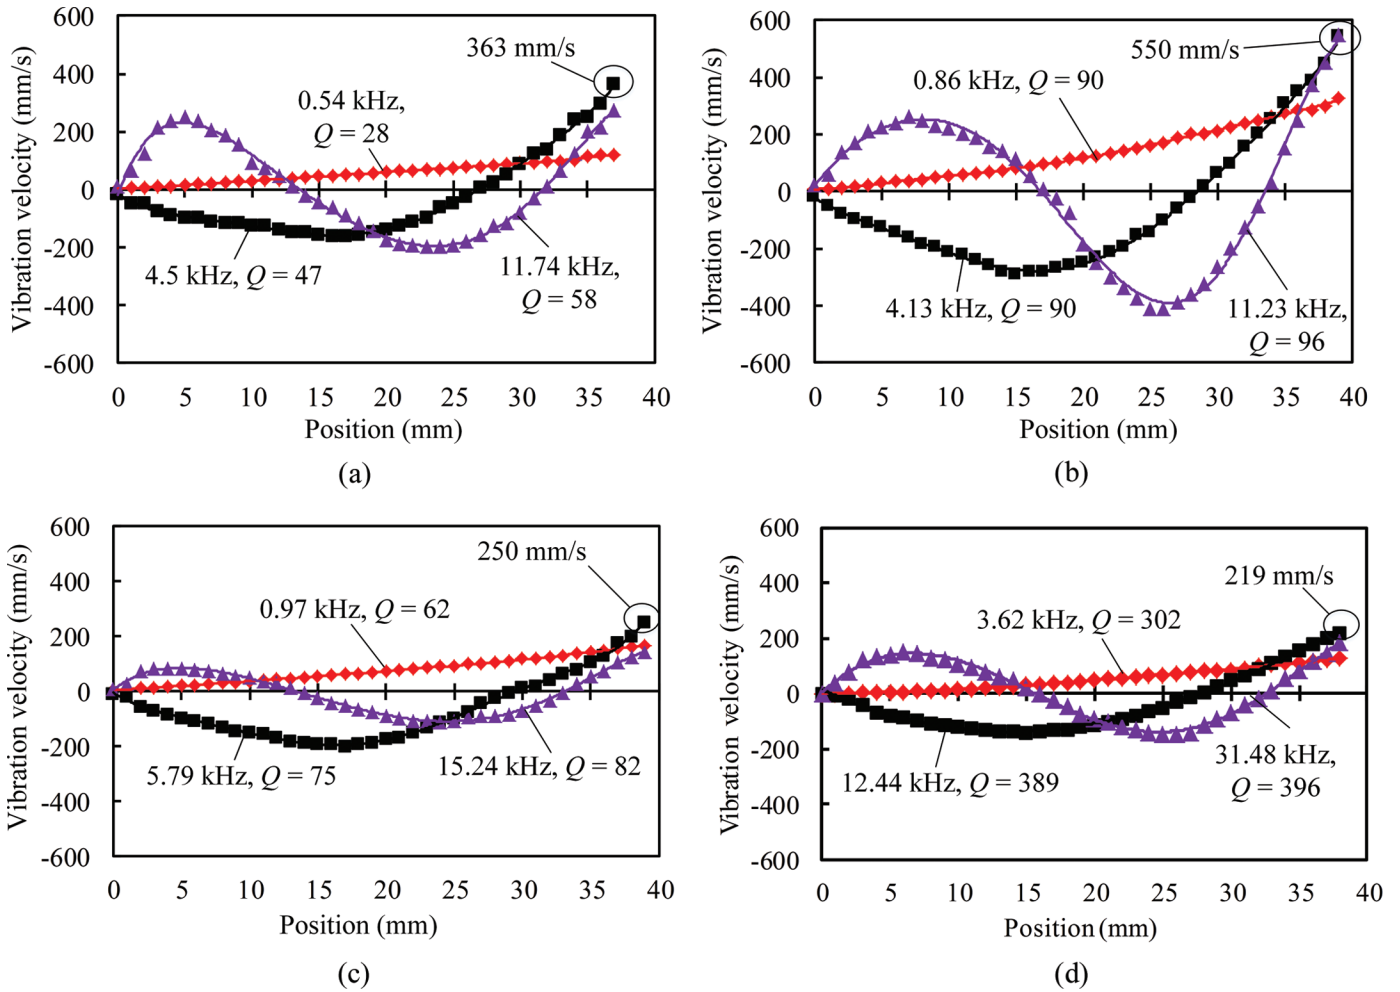 600
400
200
0
-200
-400
-600
Vibration velocity (mm/s)
363 mm/s
0.54 kHz,
Q = 28
4.5 kHz, Q = 47
11.74 kHz,
Q = 58
0 5 10 15 20 25 30 35 40
Position (mm)
(a)
600
400
200
0
-200
-400
-600
Vibration velocity (mm/s)
550 mm/s
0.86 kHz, Q = 90
4.13 kHz, Q = 90
11.23 kHz,
Q = 96
0 5 10 15 20 25 30 35 40
Position (mm)
(b)
600
400
200
0
-200
-400
-600
Vibration velocity (mm/s)
250 mm/s
0.97 kHz, Q = 62
5.79 kHz, Q = 75
15.24 kHz, Q = 82
0 5 10 15 20 25 30 35 40
Position (mm)
(c)
600
400
200
0
-200
-400
-600
Vibration velocity (mm/s)
219 mm/s
3.62 kHz, Q = 302
12.44 kHz, Q = 389
31.48 kHz,
Q = 396
0 5 10 15 20 25 30 35 40
Position (mm)
(d)